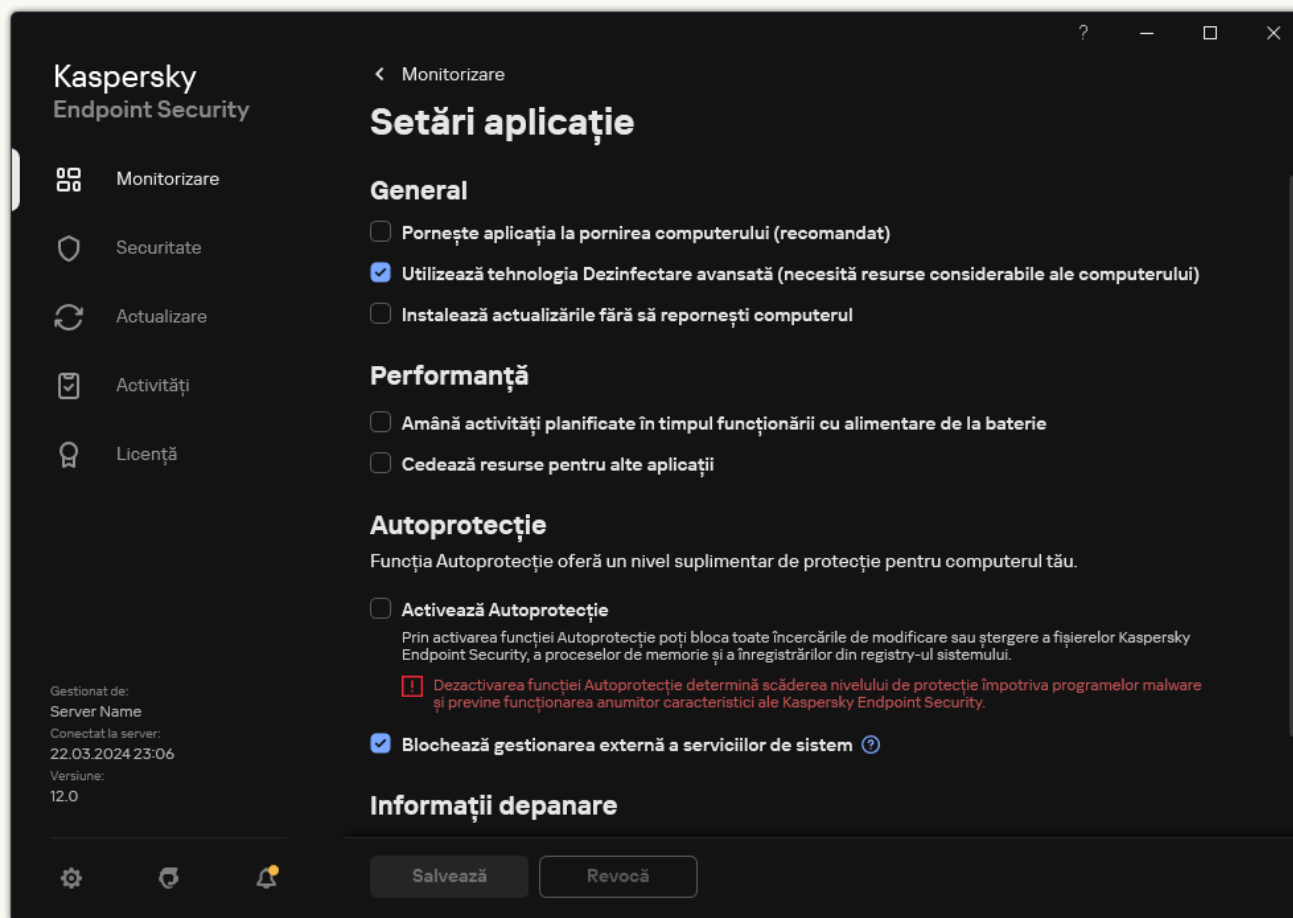 ?
Kaspersky
Endpoint Security
Monitorizare
Securitate
Actualizare
Activități
Licență
Gestionat de:
Server Name
Conectat la server:
22.03.2024 23:06
Versiune:
12.0
Monitorizare
Setări aplicație
General
Pornește aplicația la pornirea computerului (recomandat)
Utilizează tehnologia Dezinfectare avansată (necesită resurse considerabile ale computerului)
Instalează actualizările fără să repornești computerul
Performanță
Amână activități planificate în timpul funcționării cu alimentare de la baterie
Cedează resurse pentru alte aplicații
Autoprotecție
Funcția Autoprotecție oferă un nivel suplimentar de protecție pentru computerul tău.
Activează Autoprotecție
Prin activarea funcției Autoprotecție poți bloca toate încercările de modificare sau ștergere a fișierelor Kaspersky
Endpoint Security, a proceselor de memorie și a înregistrărilor din registry-ul sistemului.
! Dezactivarea funcției Autoprotecție determină scăderea nivelului de protecție împotriva programelor malware
și previne funcționarea anumitor caracteristici ale Kaspersky Endpoint Security.
Blochează gestionarea externă a serviciilor de sistem ?
Informații depanare
Salvează
Revocă